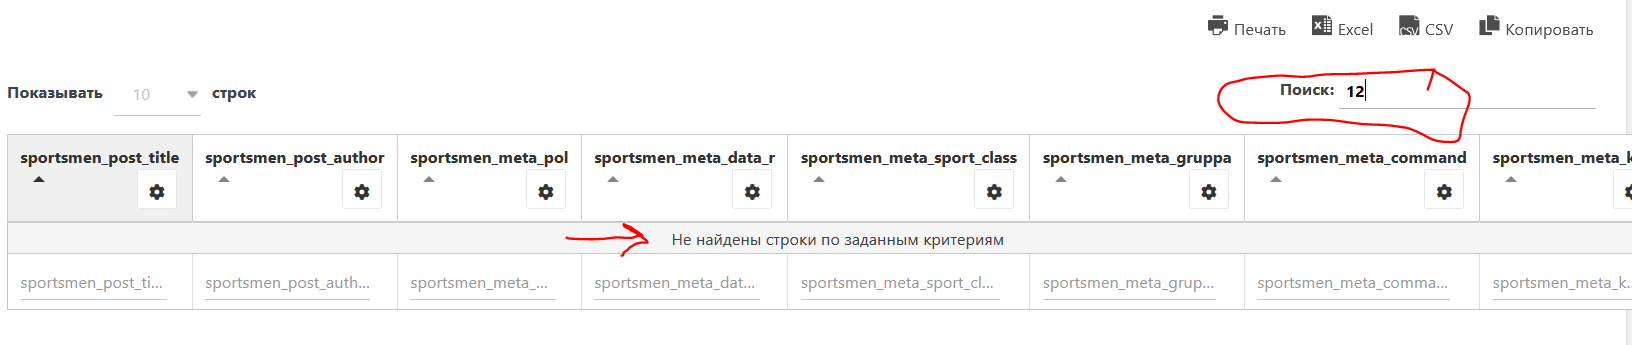 Печать Excel CSV Копировать
Показывать 10 строк Поиск: 12
sportsmen_post_title sportsmen_post_author sportsmen_meta_pol sportsmen_meta_data_r sportsmen_meta_sport_class sportsmen_meta_gruppa sportsmen_meta_command sportsmen_meta_k
Не найдены строки по заданным критериям
sportsmen_post_ti... sportsmen_post_auth... sportsmen_meta_... sportsmen_meta_dat... sportsmen_meta_sport_cl... sportsmen_meta_grup... sportsmen_meta_comma... sportsmen_meta_k...